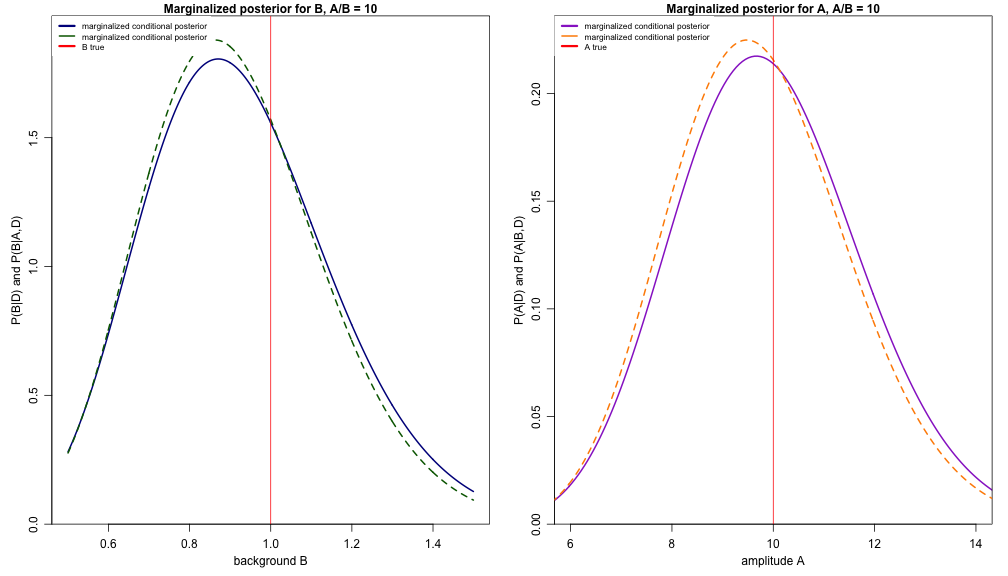 Marginalized posterior for B, A/B = 10
marginalized conditional posterior
marginalized conditional posterior
B true
P(B|D) and P(B|A,D)
1.5
1.0
0.5
0.0
0.6 0.8 1.0 1.2 1.4
background B
Marginalized posterior for A, A/B = 10
marginalized conditional posterior
marginalized conditional posterior
A true
P(A|D) and P(A|B,D)
0.20
0.15
0.10
0.05
0.00
6 8 10 12 14
amplitude A